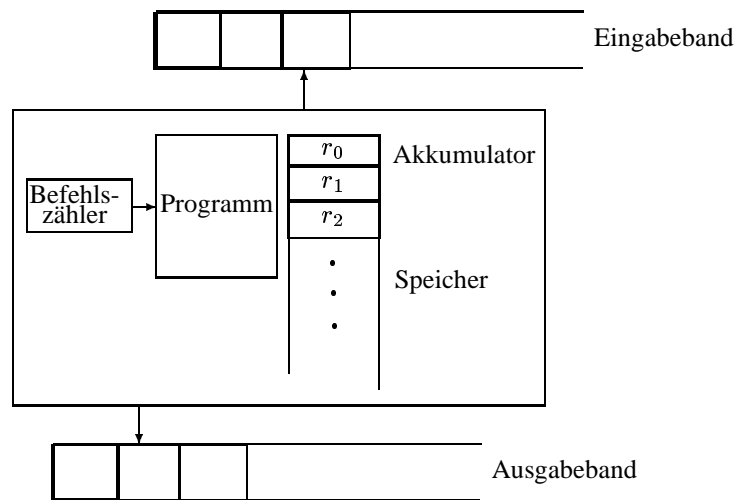 Eingabeband
r₀
Akkumulator
r₁
Befehls-
zähler
Programm
r₂
Speicher
Ausgabeband